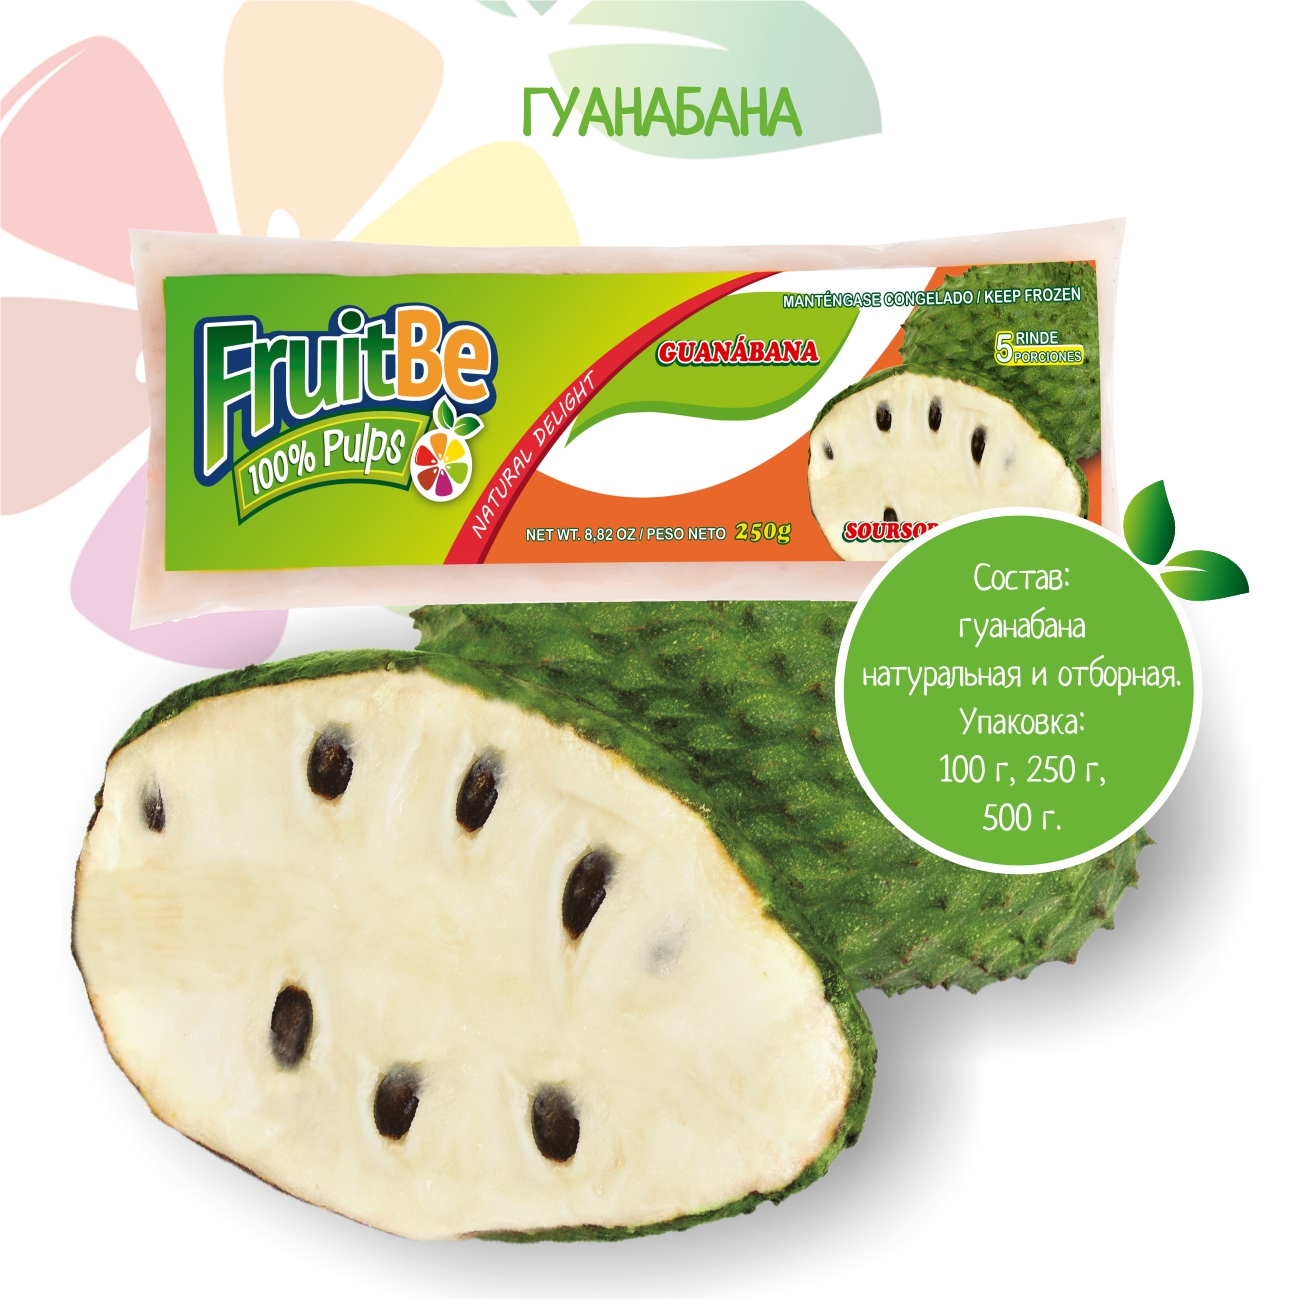 ГУАНАБАНА
MANTÉNGASE CONGELADO / KEEP FROZEN
5 RINDE
PORCIONES
GUANÁBANA
FruitBe
100% Pulps
NATURAL DELIGHT
NET WT. 8,82 OZ / PESO NETO 250g
Состав:
гуанабана
натуральная и отборная.
Упаковка:
100 г, 250 г,
500 г.